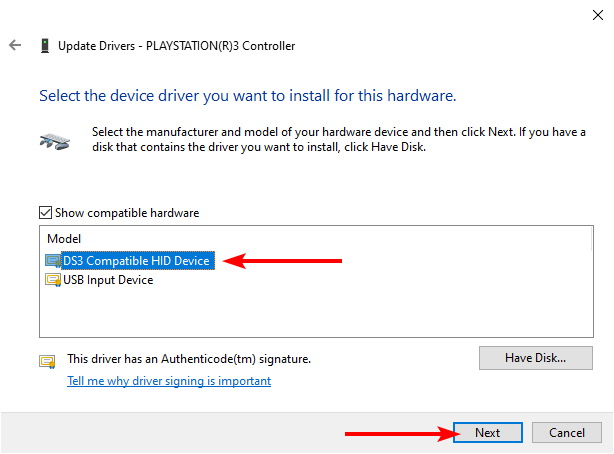 Update Drivers - PLAYSTATION(R)3 Controller
Select the device driver you want to install for this hardware.
Select the manufacturer and model of your hardware device and then click Next. If you have a
disk that contains the driver you want to install, click Have Disk.
Show compatible hardware
Model
DS3 Compatible HID Device
USB Input Device
This driver has an Authenticode(tm) signature.
Have Disk...
Tell me why driver signing is important
Next
Cancel